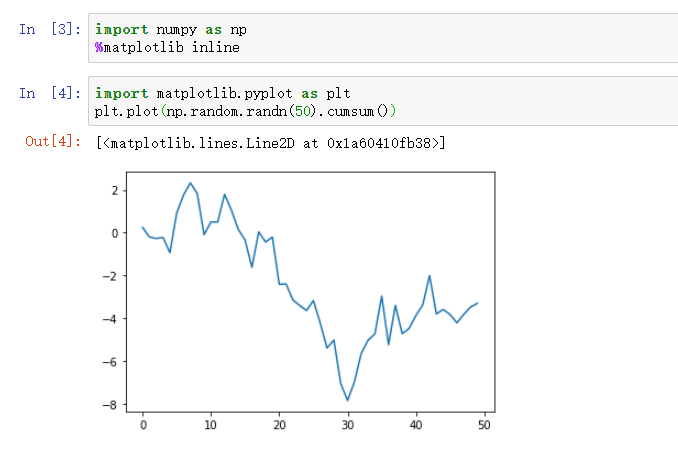 In [3]: import numpy as np
%matplotlib inline
In [4]: import matplotlib.pyplot as plt
plt.plot(np.random.randn(50).cumsum())
Out[4]: [<matplotlib.lines.Line2D at 0x1a60410fb38>]
2
0
−2
−4
−6
−8
0 10 20 30 40 50